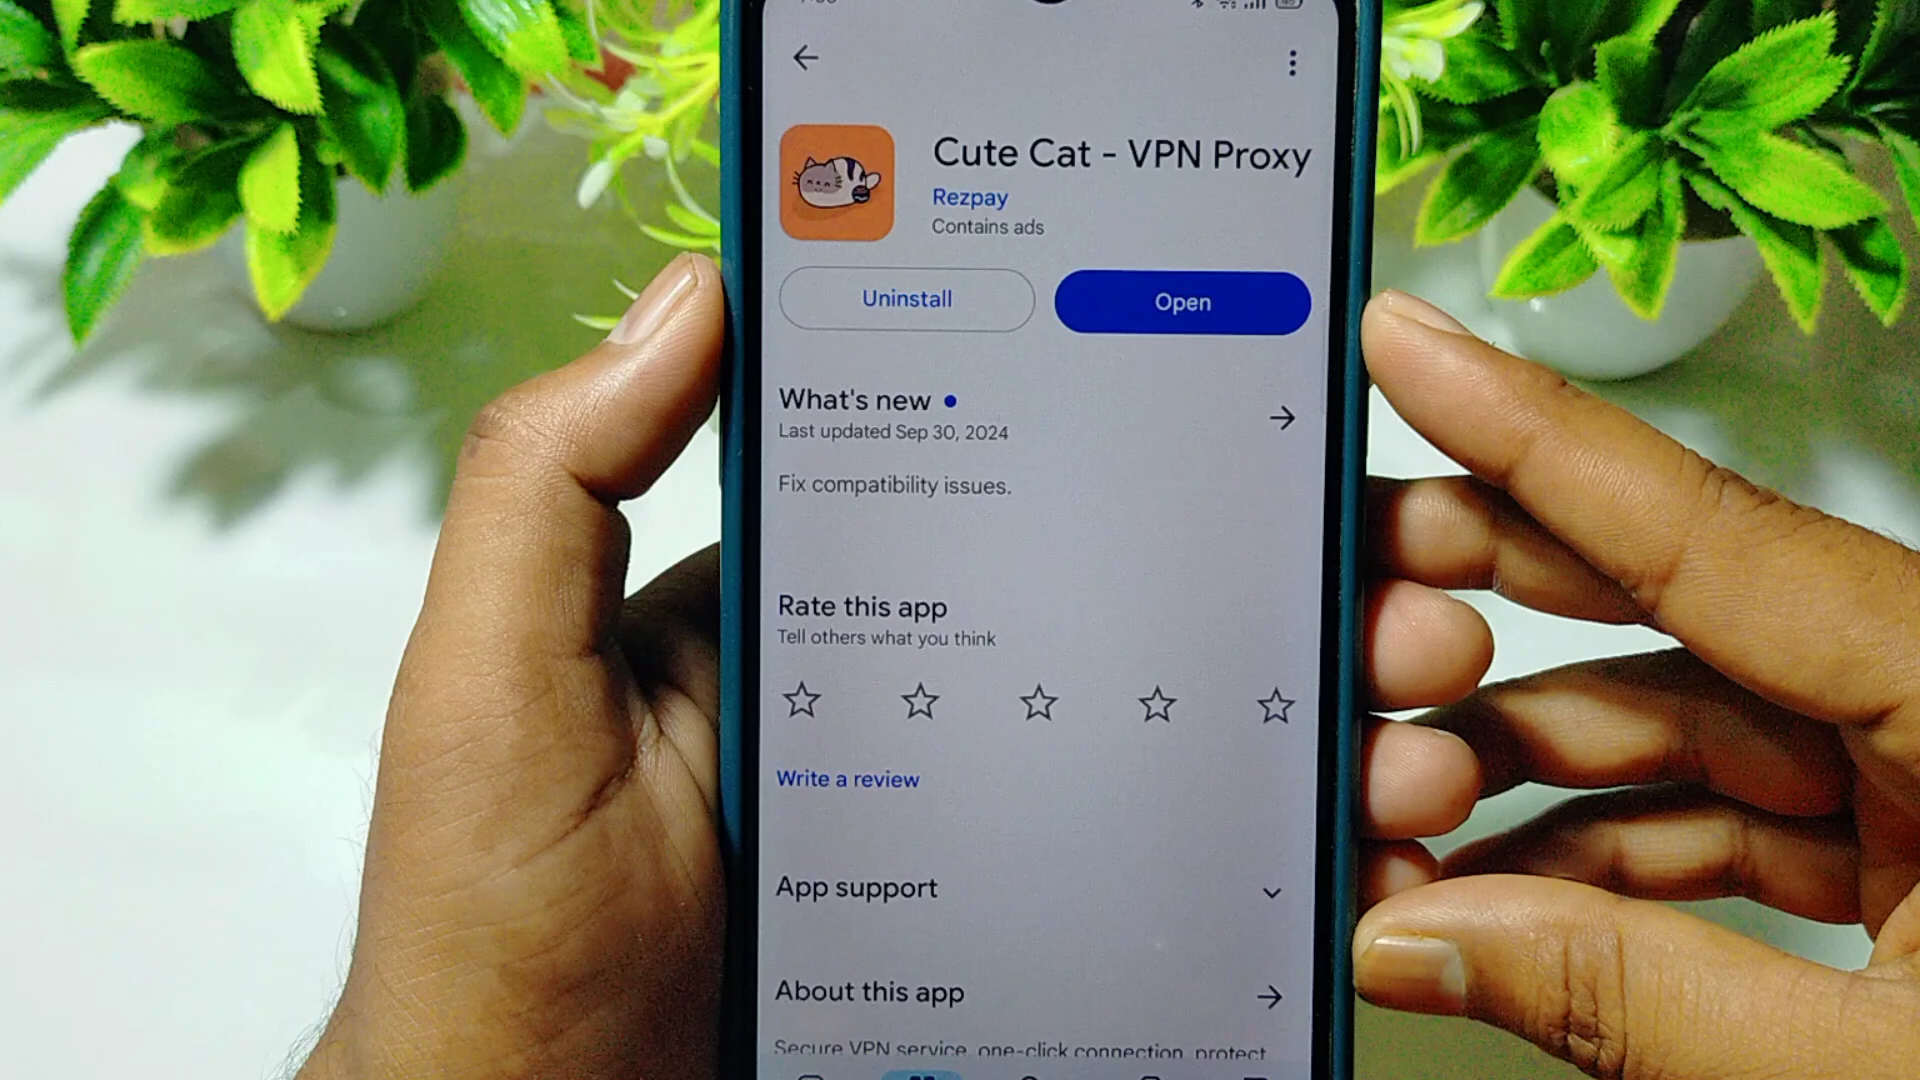 Cute Cat - VPN Proxy
Rezpay
Contains ads
Uninstall
Open
What's new
Last updated Sep 30, 2024
Fix compatibility issues.
Rate this app
Tell others what you think
Write a review
App support
About this app
Secure VPN service, one-click connection, protect